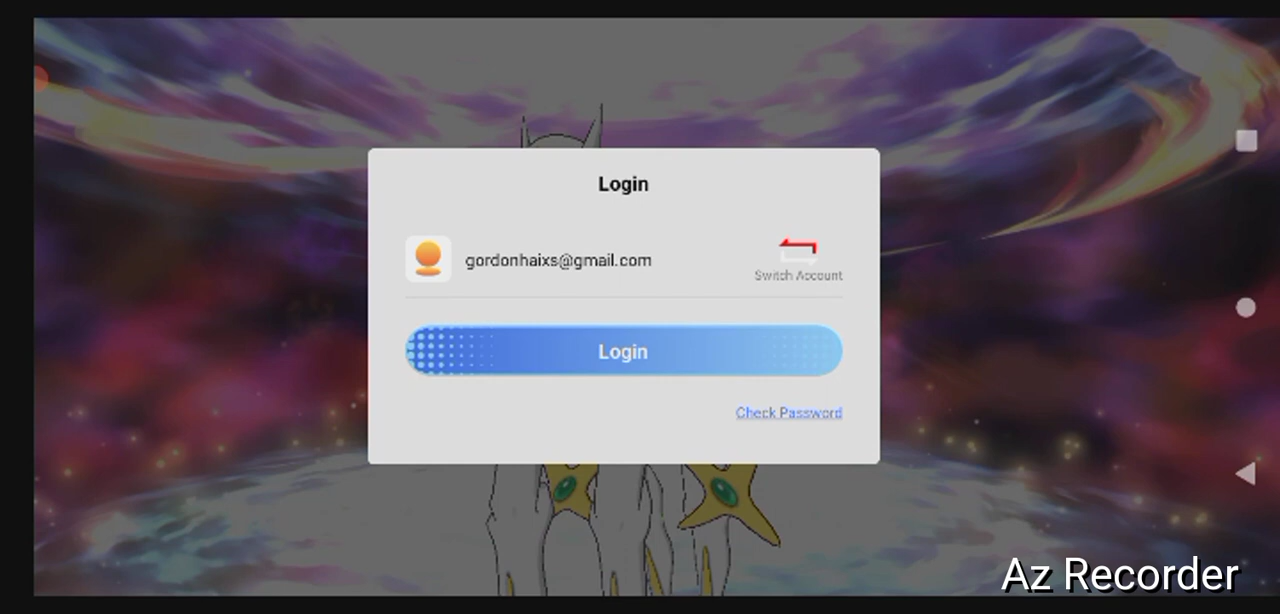 Login
gordonhaixs@gmail.com
Switch Account
Login
Check Password
Az Recorder